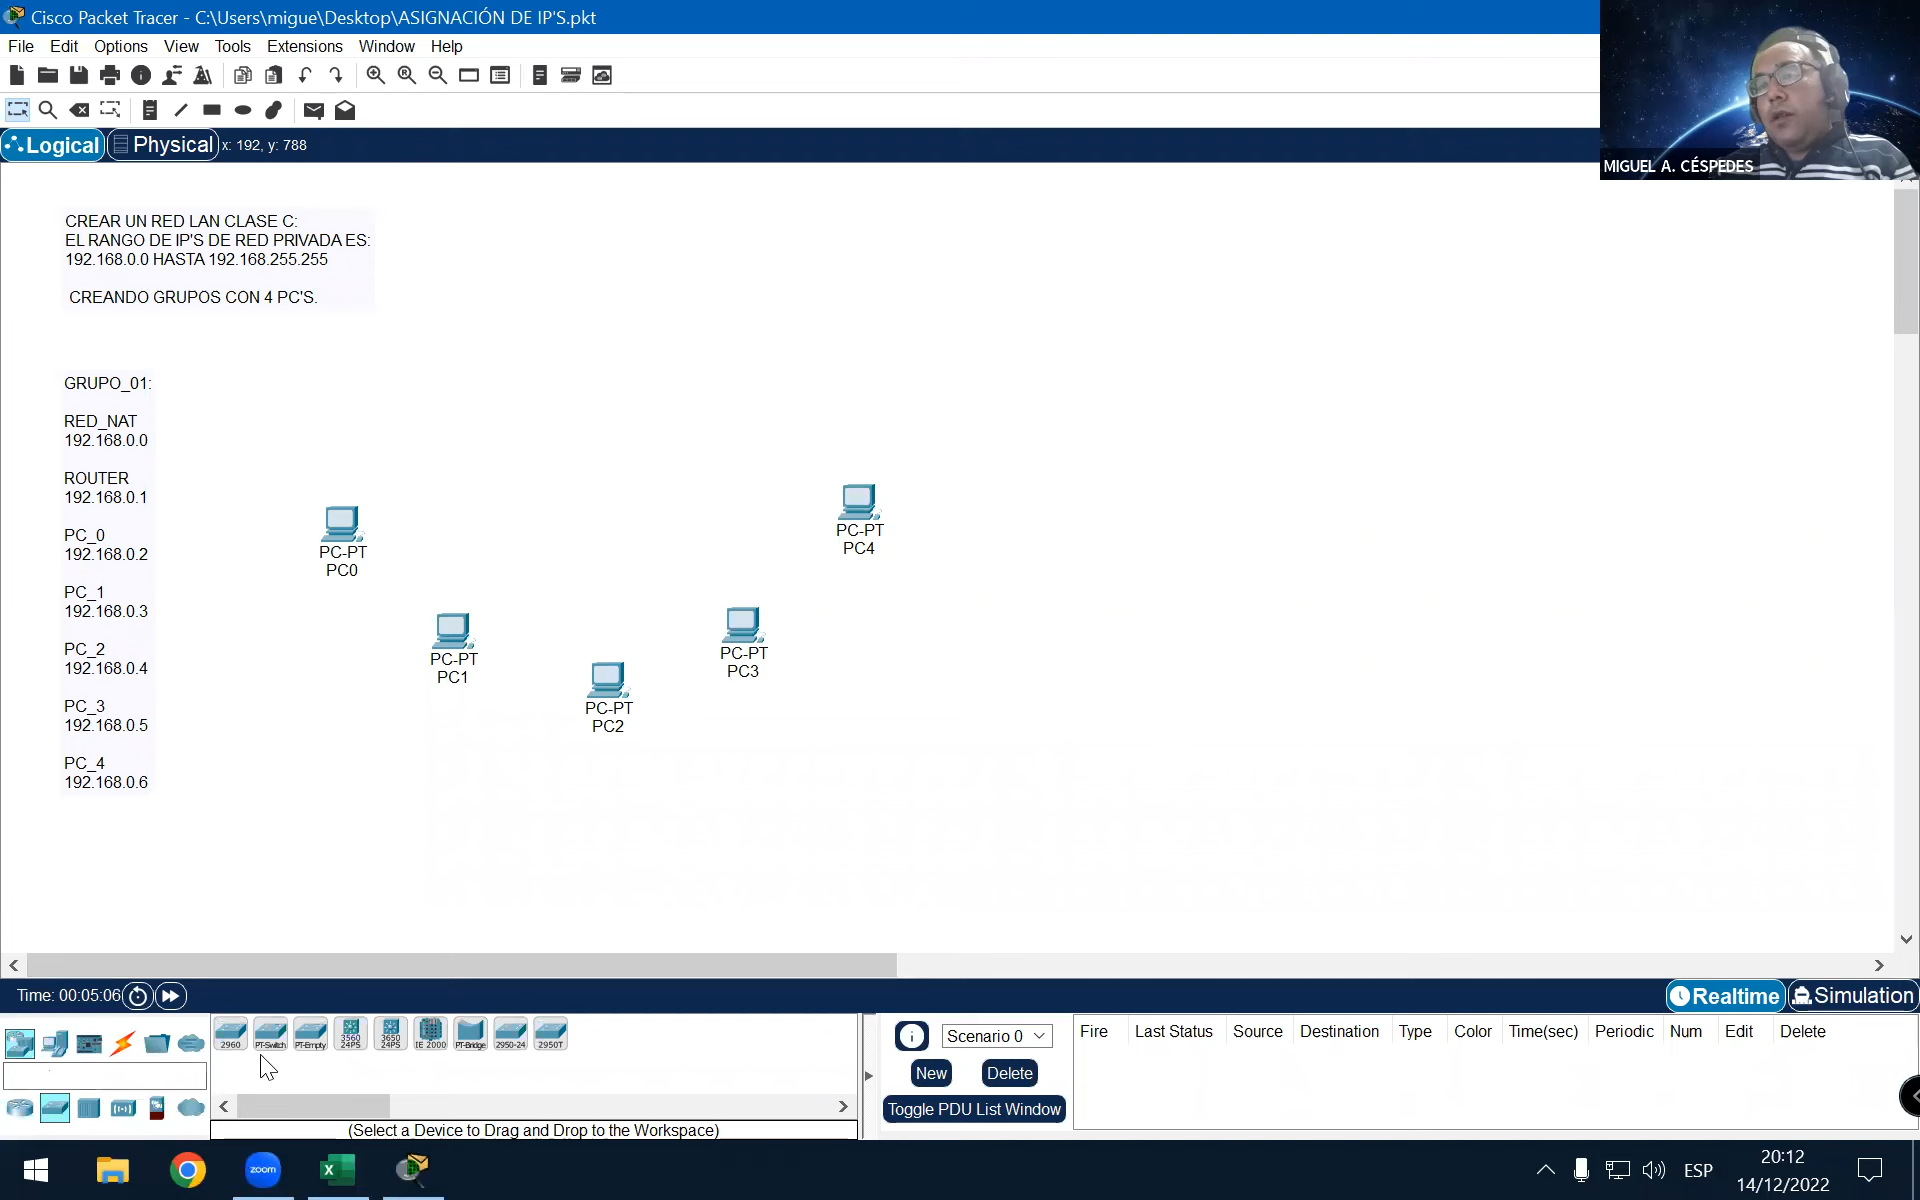 Cisco Packet Tracer - C:\Users\migue\Desktop\ASIGNACIÓN DE IP'S.pkt
File Edit Options View Tools Extensions Window Help
Logical Physical x: 192, y: 788
MIGUEL A. CÉSPEDES
CREAR UN RED LAN CLASE C:
EL RANGO DE IP'S DE RED PRIVADA ES:
192.168.0.0 HASTA 192.168.255.255
CREANDO GRUPOS CON 4 PC'S.
GRUPO_01:
RED_NAT
192.168.0.0
ROUTER
192.168.0.1
PC_0
192.168.0.2
PC_1
192.168.0.3
PC_2
192.168.0.4
PC_3
192.168.0.5
PC_4
192.168.0.6
PC-PT
PC0
PC-PT
PC1
PC-PT
PC2
PC-PT
PC3
PC-PT
PC4
Time: 00:05:06
Realtime Simulation
2960 PT-Switch PT-Empty 3560 24PS 3650 24PS IE 2000 PT-Bridge 2950-24 2950T
(Select a Device to Drag and Drop to the Workspace)
Scenario 0
New Delete
Toggle PDU List Window
Fire Last Status Source Destination Type Color Time(sec) Periodic Num Edit Delete
zoom
ESP
20:12
14/12/2022